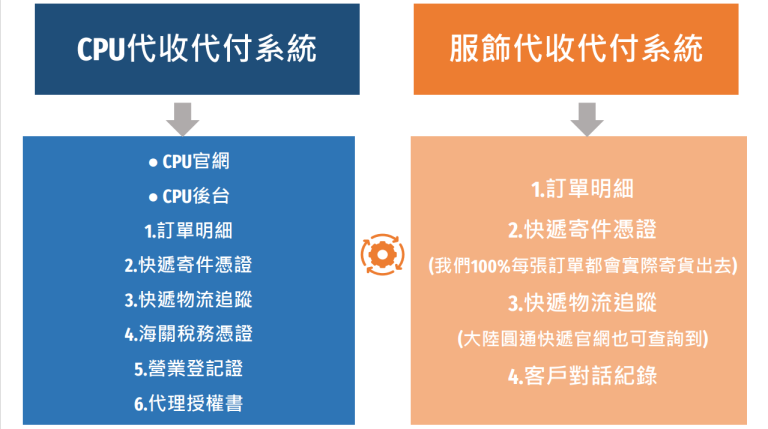 CPU代收代付系統
● CPU官網
● CPU後台
1.訂單明細
2.快遞寄件憑證
3.快遞物流追蹤
4.海關稅務憑證
5.營業登記證
6.代理授權書
服飾代收代付系統
1.訂單明細
2.快遞寄件憑證
(我們100%每張訂單都會實際寄貨出去)
3.快遞物流追蹤
(大陸圓通快遞官網也可查詢到)
4.客戶對話紀錄